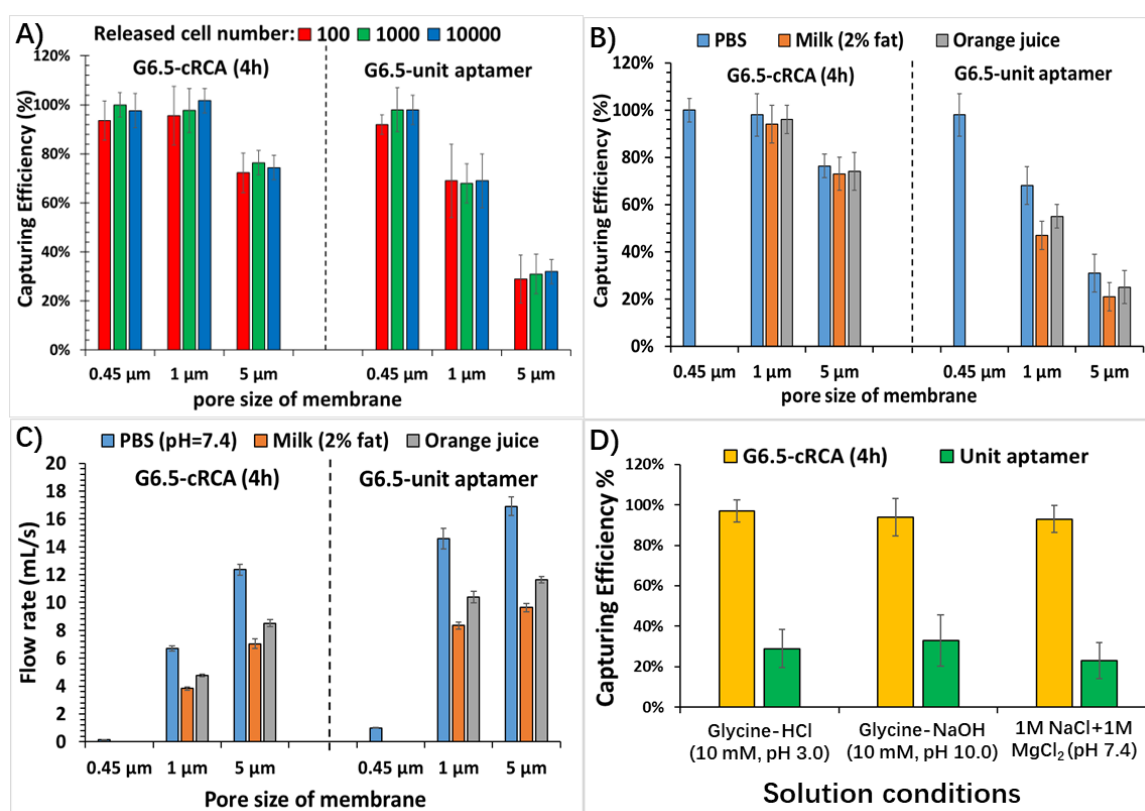 A)
Released cell number: 100 1000 10000
G6.5-cRCA (4h) G6.5-unit aptamer
Capturing Efficiency (%)
120%
100%
80%
60%
40%
20%
0%
0.45 µm 1 µm 5 µm 0.45 µm 1 µm 5 µm
pore size of membrane
B)
PBS Milk (2% fat) Orange juice
G6.5-cRCA (4h) G6.5-unit aptamer
Capturing Efficiency (%)
120%
100%
80%
60%
40%
20%
0%
0.45 µm 1 µm 5 µm 0.45 µm 1 µm 5 µm
pore size of membrane
C)
PBS (pH=7.4) Milk (2% fat) Orange juice
G6.5-cRCA (4h) G6.5-unit aptamer
Flow rate (mL/s)
20
18
16
14
12
10
8
6
4
2
0
0.45 µm 1 µm 5 µm 0.45 µm 1 µm 5 µm
Pore size of membrane
D)
G6.5-cRCA (4h) Unit aptamer
Capturing Efficiency %
120%
100%
80%
60%
40%
20%
0%
Glycine-HCl Glycine-NaOH 1M NaCl+1M
(10 mM, pH 3.0) (10 mM, pH 10.0) MgCl₂ (pH 7.4)
Solution conditions